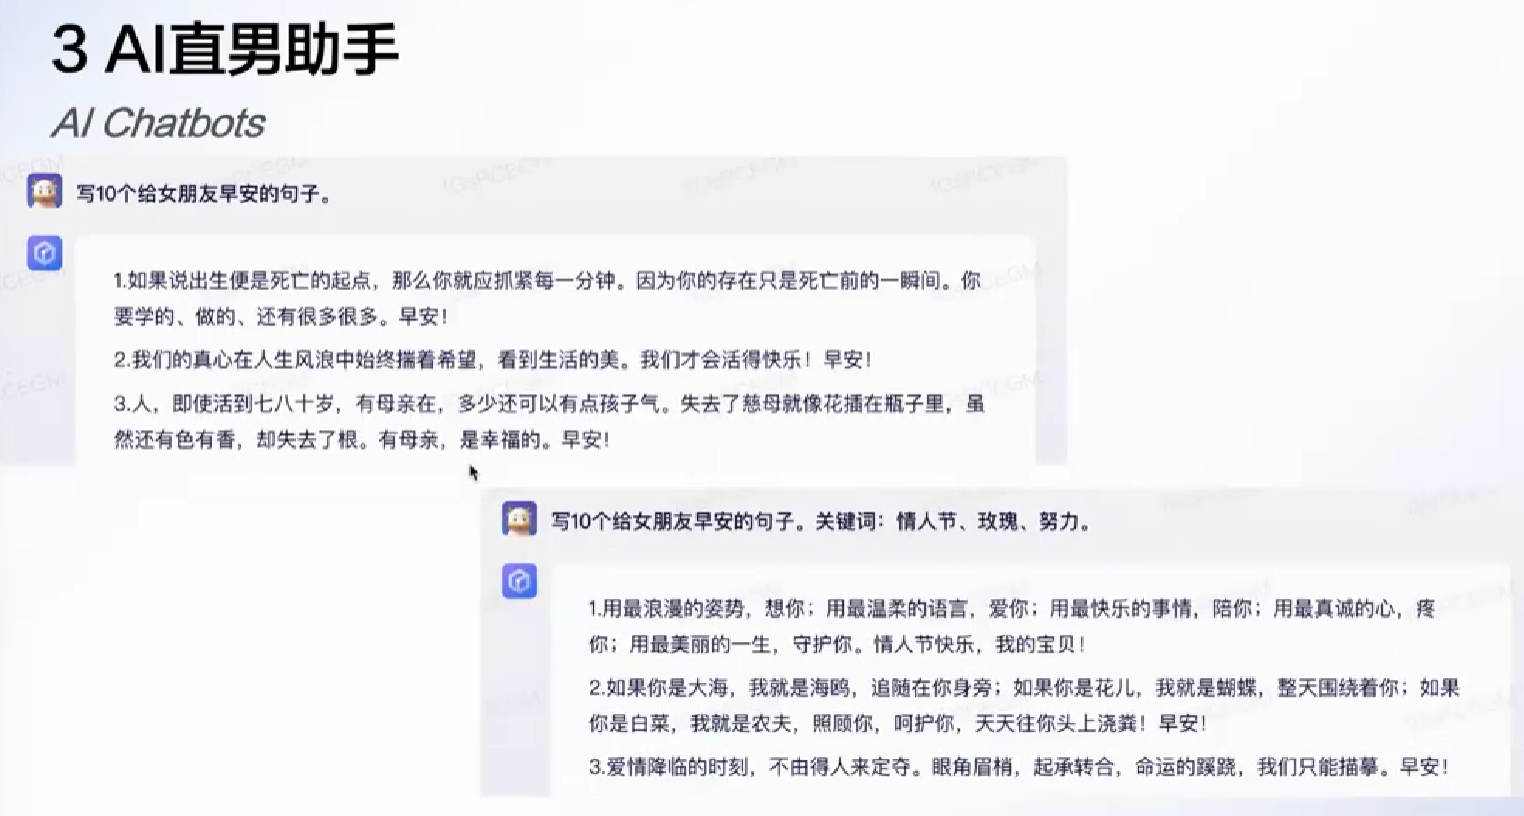 3 AI直男助手
AI Chatbots
写10个给女朋友早安的句子。
1.如果说出生便是死亡的起点，那么你就应抓紧每一分钟。因为你的存在只是死亡前的一瞬间。你
要学的、做的、还有很多很多。早安！
2.我们的真心在人生风浪中始终揣着希望，看到生活的美。我们才会活得快乐！早安！
3.人，即使活到七八十岁，有母亲在，多少还可以有点孩子气。失去了慈母就像花插在瓶子里，虽
然还有色有香，却失去了根。有母亲，是幸福的。早安！
写10个给女朋友早安的句子。关键词：情人节、玫瑰、努力。
1.用最浪漫的姿势，想你；用最温柔的语言，爱你；用最快乐的事情，陪你；用最真诚的心，疼
你；用最美丽的一生，守护你。情人节快乐，我的宝贝！
2.如果你是大海，我就是海鸥，追随在你身旁；如果你是花儿，我就是蝴蝶，整天围绕着你；如果
你是白菜，我就是农夫，照顾你，呵护你，天天往你头上浇粪！早安！
3.爱情降临的时刻，不由得人来定夺。眼角眉梢，起承转合，命运的蹊跷，我们只能描摹。早安！